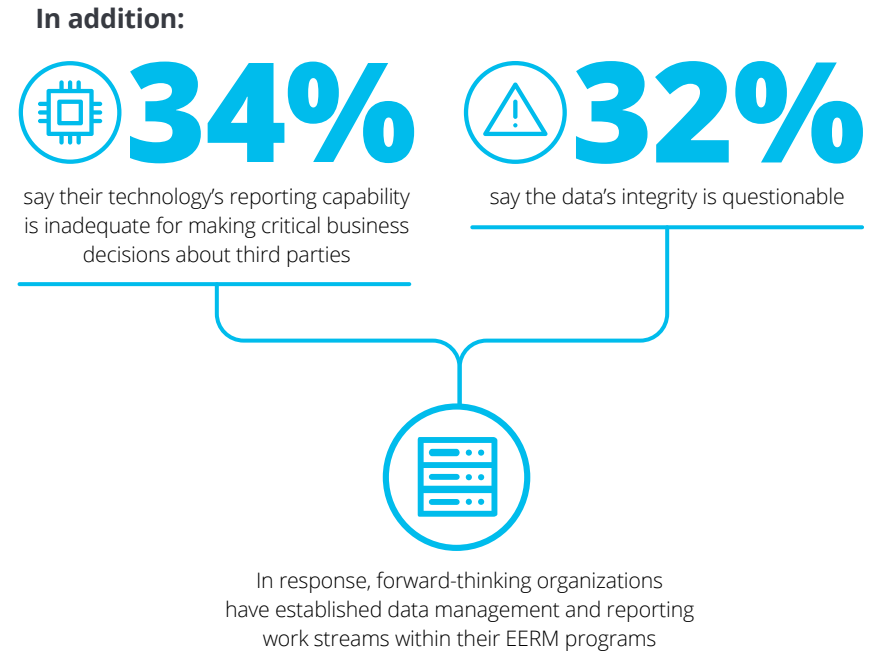 In addition:
34%
say their technology’s reporting capability
is inadequate for making critical business
decisions about third parties
32%
say the data’s integrity is questionable
In response, forward-thinking organizations
have established data management and reporting
work streams within their EERM programs